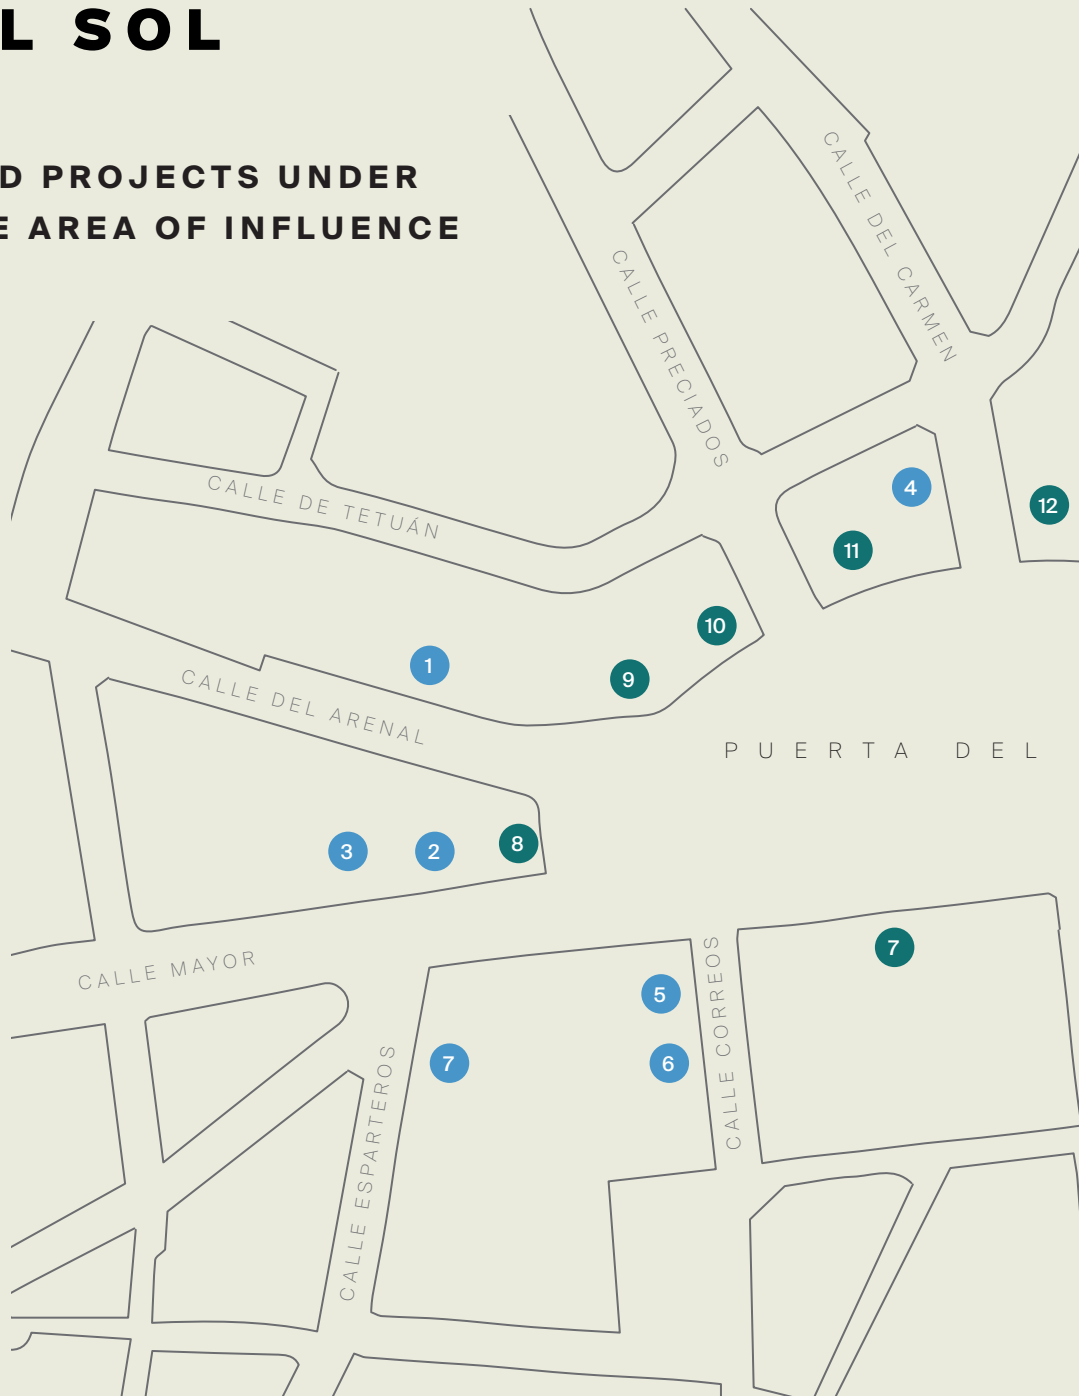 L SOL
D PROJECTS UNDER
E AREA OF INFLUENCE
CALLE DEL CARMEN
CALLE PRECIADOS
CALLE DE TETUÁN
4
12
11
10
1
9
CALLE DEL ARENAL
PUERTA DEL
3
2
8
7
CALLE MAYOR
5
CALLE CORREOS
7
6
CALLE ESPARTEROS